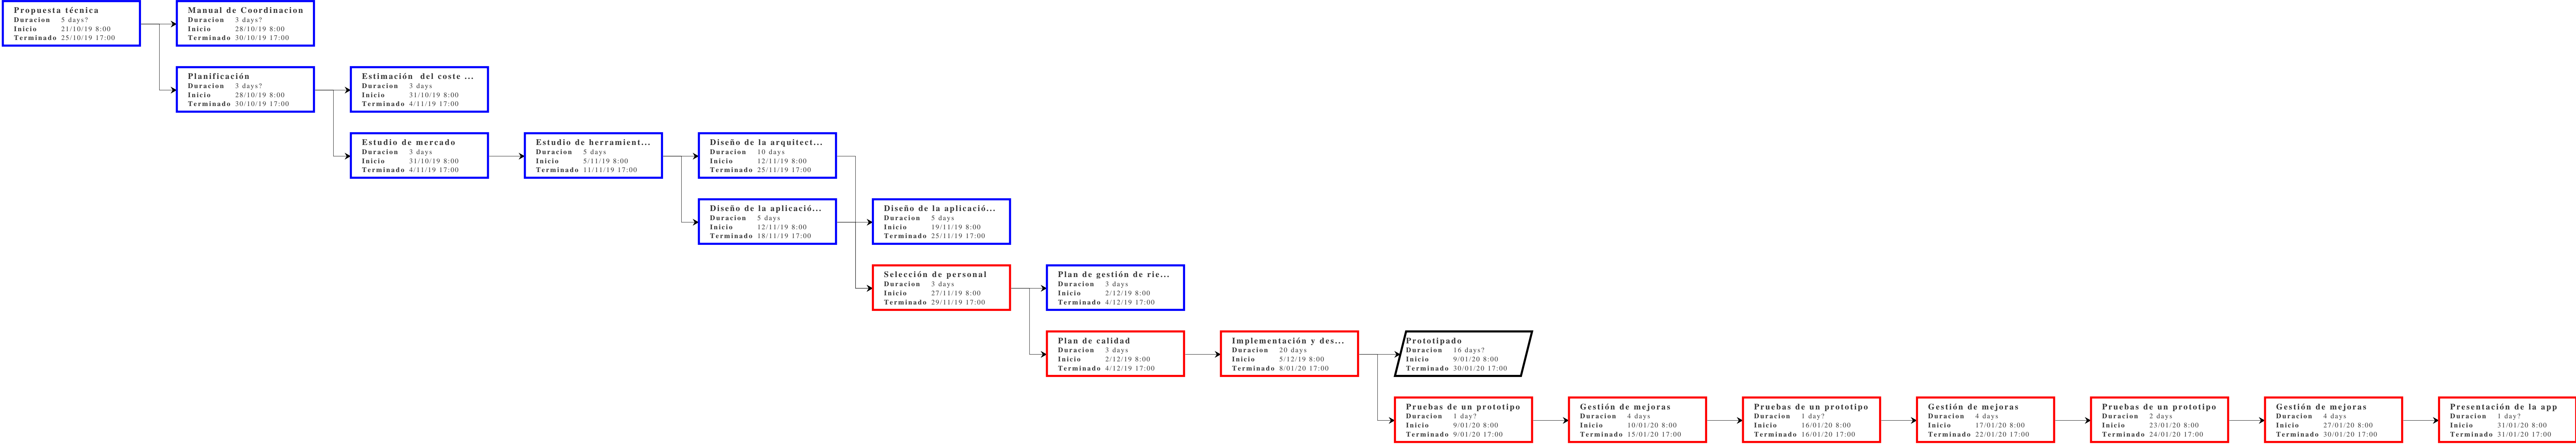 Propuesta técnica
Duracion 5 days?
Inicio 21/10/19 8:00
Terminado 25/10/19 17:00
Manual de Coordinacion
Duracion 3 days?
Inicio 28/10/19 8:00
Terminado 30/10/19 17:00
Planificación
Duracion 3 days?
Inicio 28/10/19 8:00
Terminado 30/10/19 17:00
Estimación del coste ...
Duracion 3 days
Inicio 31/10/19 8:00
Terminado 4/11/19 17:00
Estudio de mercado
Duracion 3 days
Inicio 31/10/19 8:00
Terminado 4/11/19 17:00
Estudio de herramient...
Duracion 5 days
Inicio 5/11/19 8:00
Terminado 11/11/19 17:00
Diseño de la arquitect...
Duracion 10 days
Inicio 12/11/19 8:00
Terminado 25/11/19 17:00
Diseño de la aplicació...
Duracion 5 days
Inicio 12/11/19 8:00
Terminado 18/11/19 17:00
Diseño de la aplicació...
Duracion 5 days
Inicio 19/11/19 8:00
Terminado 25/11/19 17:00
Selección de personal
Duracion 3 days
Inicio 27/11/19 8:00
Terminado 29/11/19 17:00
Plan de gestión de rie...
Duracion 3 days
Inicio 2/12/19 8:00
Terminado 4/12/19 17:00
Plan de calidad
Duracion 3 days
Inicio 2/12/19 8:00
Terminado 4/12/19 17:00
Implementación y des...
Duracion 20 days
Inicio 5/12/19 8:00
Terminado 8/01/20 17:00
Prototipado
Duracion 16 days?
Inicio 9/01/20 8:00
Terminado 30/01/20 17:00
Pruebas de un prototipo
Duracion 1 day?
Inicio 9/01/20 8:00
Terminado 9/01/20 17:00
Gestión de mejoras
Duracion 4 days
Inicio 10/01/20 8:00
Terminado 15/01/20 17:00
Pruebas de un prototipo
Duracion 1 day?
Inicio 16/01/20 8:00
Terminado 16/01/20 17:00
Gestión de mejoras
Duracion 4 days
Inicio 17/01/20 8:00
Terminado 22/01/20 17:00
Pruebas de un prototipo
Duracion 2 days
Inicio 23/01/20 8:00
Terminado 24/01/20 17:00
Gestión de mejoras
Duracion 4 days
Inicio 27/01/20 8:00
Terminado 30/01/20 17:00
Presentación de la app
Duracion 1 day?
Inicio 31/01/20 8:00
Terminado 31/01/20 17:00